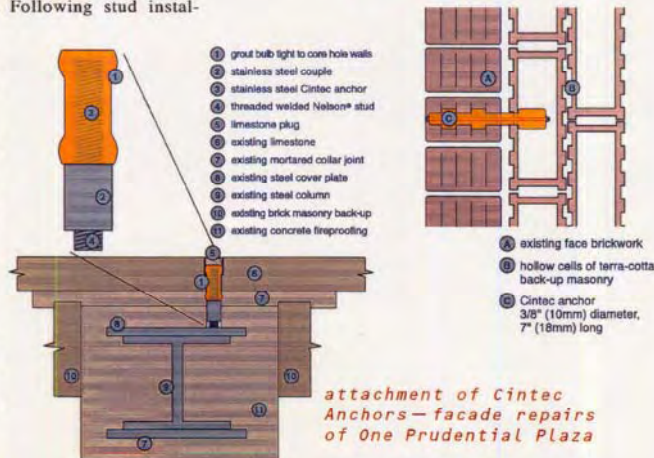 Following stud instal-
1 grout bulb tight to core hole walls
2 stainless steel couple
3 stainless steel Cintec anchor
4 threaded welded Nelson® stud
5 limestone plug
6 existing limestone
7 existing mortared collar joint
8 existing steel cover plate
9 existing steel column
10 existing brick masonry back-up
11 existing concrete fireproofing
1
3
2
4
5
1
6
7
8
9
10
10
11
7
A
B
C
A existing face brickwork
B hollow cells of terra-cotta
back-up masonry
C Cintec anchor
3/8" (10mm) diameter,
7" (18mm) long
attachment of Cintec
Anchors — facade repairs
of One Prudential Plaza